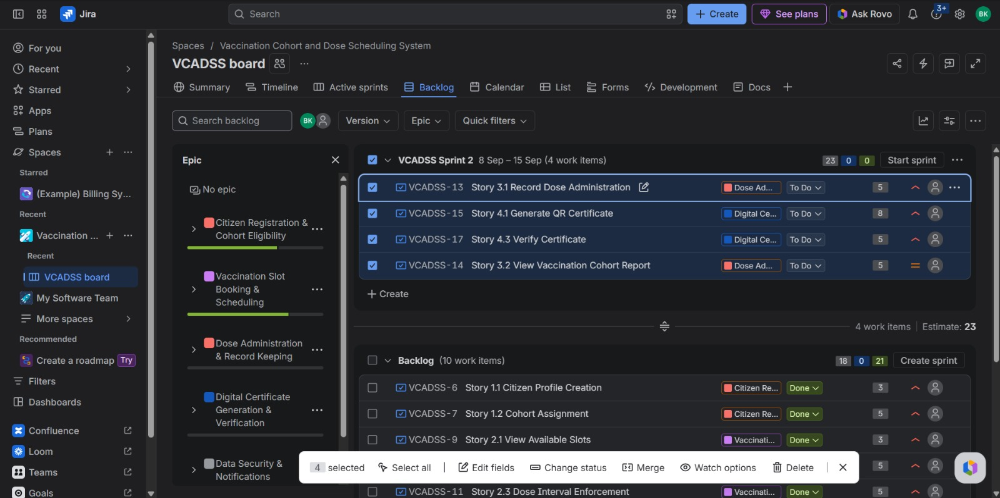 Jira
Search
Create
See plans
Ask Rovo
3+
BK
For you
Recent
Starred
Apps
Plans
Spaces
Starred
(Example) Billing Sy...
Recent
Vaccination ...
Recent
VCADSS board
My Software Team
More spaces
Recommended
Create a roadmap Try
Filters
Dashboards
Confluence
Loom
Teams
Goals
Spaces / Vaccination Cohort and Dose Scheduling System
VCADSS board
Summary Timeline Active sprints Backlog Calendar List Forms Development Docs
Search backlog
BK
Version
Epic
Quick filters
Epic
No epic
Citizen Registration &
Cohort Eligibility
Vaccination Slot
Booking &
Scheduling
Dose Administration
& Record Keeping
Digital Certificate
Generation &
Verification
Data Security &
Notifications
VCADSS Sprint 2 8 Sep – 15 Sep (4 work items) 23 0 0 Start sprint
VCADSS-13 Story 3.1 Record Dose Administration Dose Ad... To Do 5
VCADSS-15 Story 4.1 Generate QR Certificate Digital Ce... To Do 8
VCADSS-17 Story 4.3 Verify Certificate Digital Ce... To Do 5
VCADSS-14 Story 3.2 View Vaccination Cohort Report Dose Ad... To Do 5
Create
4 work items Estimate: 23
Backlog (10 work items) 18 0 21 Create sprint
VCADSS-6 Story 1.1 Citizen Profile Creation Citizen Re... Done 3
VCADSS-7 Story 1.2 Cohort Assignment Citizen Re... Done 5
VCADSS-9 Story 2.1 View Available Slots Vaccinati... Done 3
5
4 selected Select all Edit fields Change status Merge Watch options Delete
VCADSS-11 Story 2.3 Dose Interval Enforcement Vaccinati... Done 5